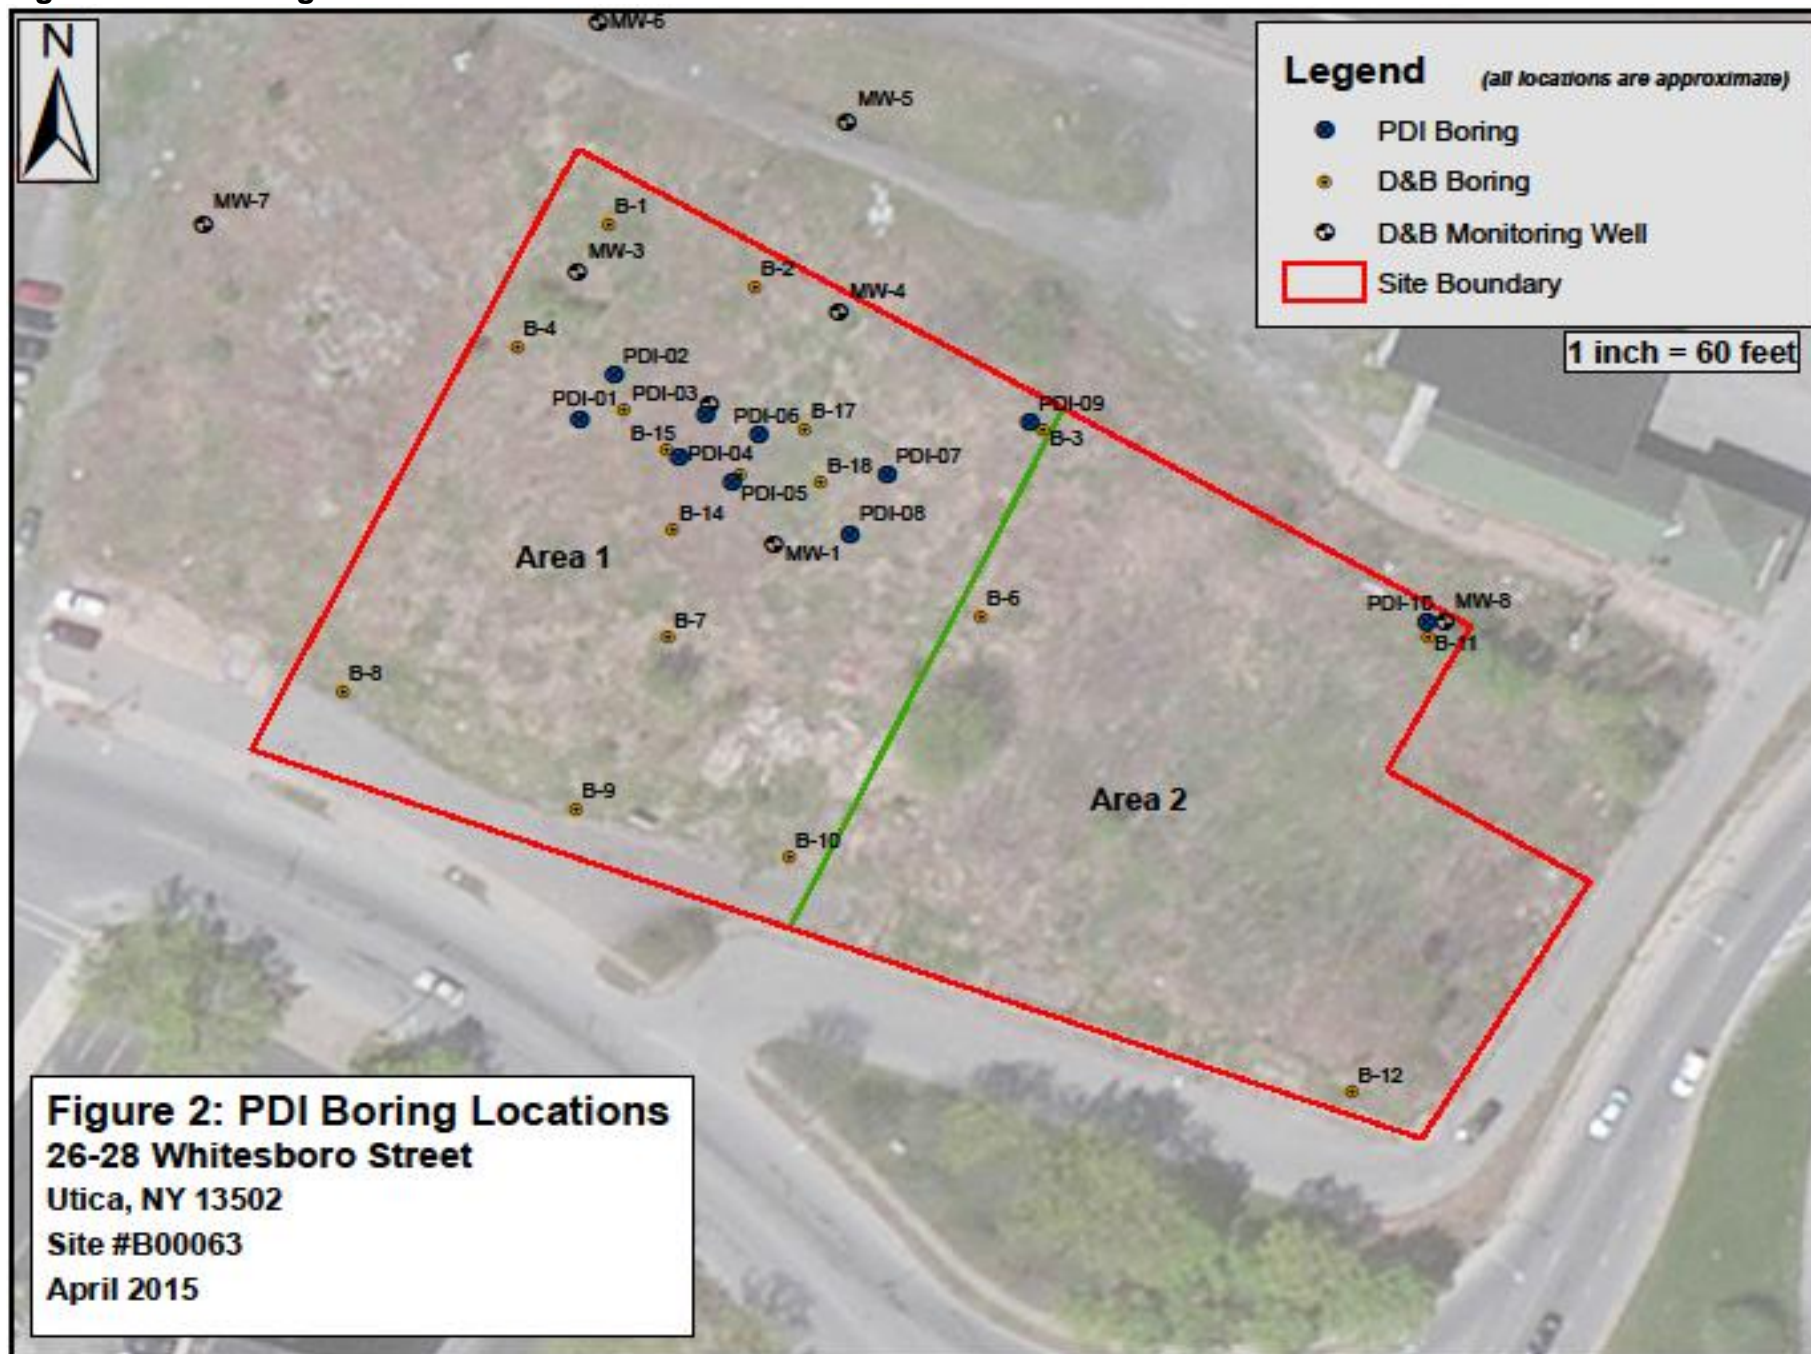 N
MW-6
MW-5
MW-7
B-1
MW-3
B-2
MW-4
B-4
PDI-02
PDI-01
PDI-03
PDI-06
B-17
PDI-09
B-3
B-15
PDI-04
B-18
PDI-07
PDI-05
B-14
PDI-08
MW-1
Area 1
B-6
PDI-10
MW-8
B-11
B-7
B-8
Area 2
B-9
B-10
B-12
Legend (all locations are approximate)
PDI Boring
D&B Boring
D&B Monitoring Well
Site Boundary
1 inch = 60 feet
Figure 2: PDI Boring Locations
26-28 Whitesboro Street
Utica, NY 13502
Site #B00063
April 2015